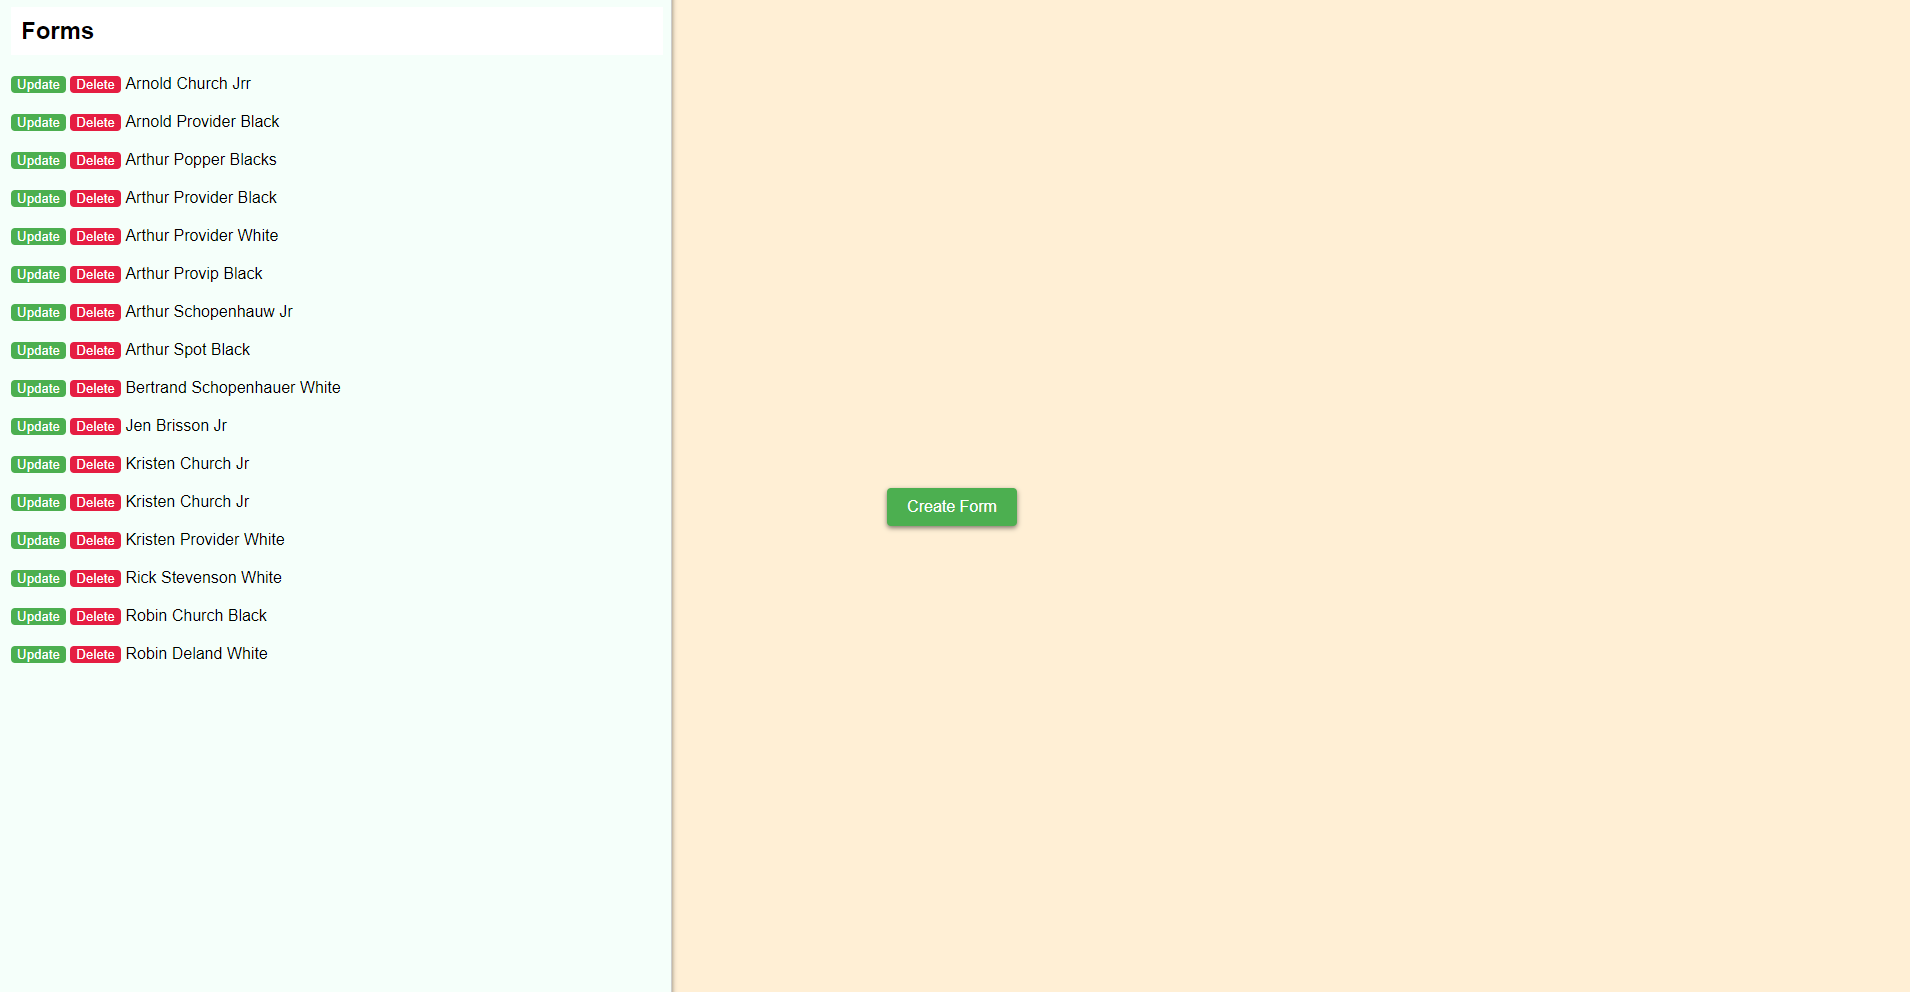 Forms
Update Delete Arnold Church Jrr
Update Delete Arnold Provider Black
Update Delete Arthur Popper Blacks
Update Delete Arthur Provider Black
Update Delete Arthur Provider White
Update Delete Arthur Provip Black
Update Delete Arthur Schopenhauw Jr
Update Delete Arthur Spot Black
Update Delete Bertrand Schopenhauer White
Update Delete Jen Brisson Jr
Update Delete Kristen Church Jr
Update Delete Kristen Church Jr
Update Delete Kristen Provider White
Update Delete Rick Stevenson White
Update Delete Robin Church Black
Update Delete Robin Deland White
Create Form